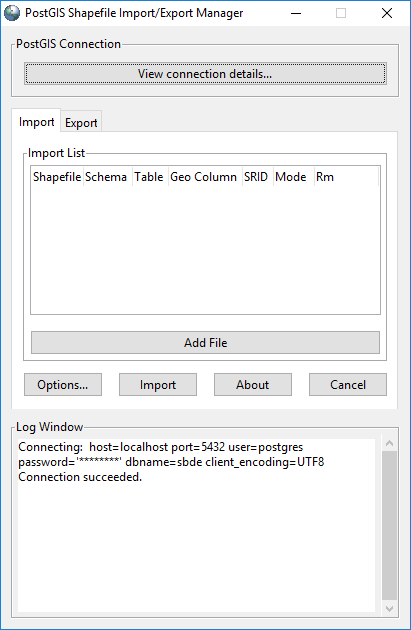 PostGIS Shapefile Import/Export Manager
PostGIS Connection
View connection details...
Import Export
Import List
Shapefile Schema Table Geo Column SRID Mode Rm
Add File
Options... Import About Cancel
Log Window
Connecting: host=localhost port=5432 user=postgres
password='********' dbname=sbde client_encoding=UTF8
Connection succeeded.